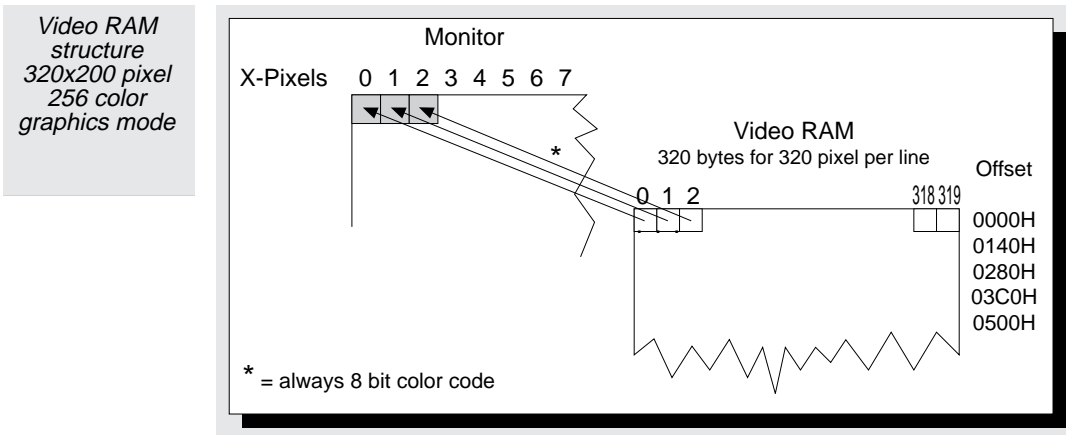 Video RAM
structure
320x200 pixel
256 color
graphics mode
Monitor
X-Pixels 0 1 2 3 4 5 6 7
*
Video RAM
320 bytes for 320 pixel per line
Offset
0 1 2 318 319
0000H
0140H
0280H
03C0H
0500H
* = always 8 bit color code